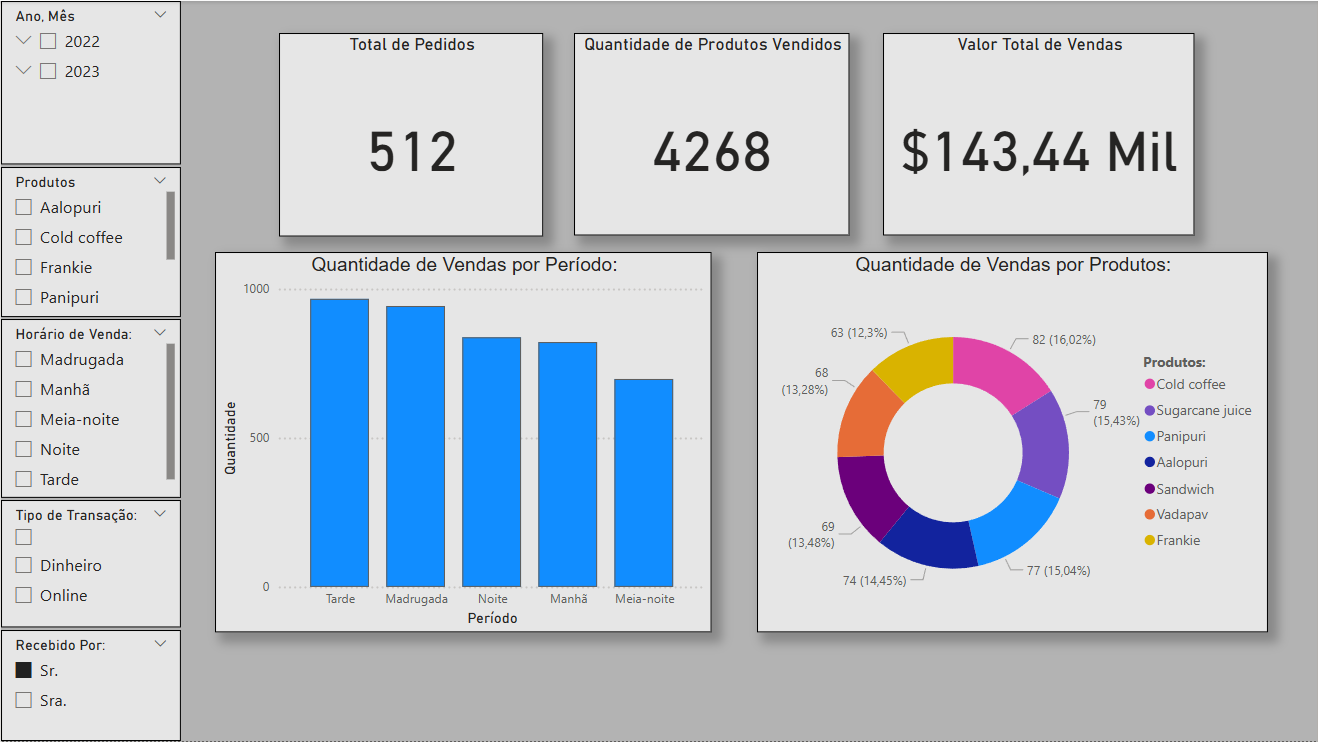 Ano, Mês
2022
2023
Produtos
Aalopuri
Cold coffee
Frankie
Panipuri
Horário de Venda:
Madrugada
Manhã
Meia-noite
Noite
Tarde
Tipo de Transação:
Dinheiro
Online
Recebido Por:
Sr.
Sra.
Total de Pedidos
512
Quantidade de Produtos Vendidos
4268
Valor Total de Vendas
$143,44 Mil
Quantidade de Vendas por Período:
Quantidade
1000
500
0
Tarde
Madrugada
Noite
Manhã
Meia-noite
Período
Quantidade de Vendas por Produtos:
82 (16,02%)
79
(15,43%)
77 (15,04%)
74 (14,45%)
69
(13,48%)
68
(13,28%)
63 (12,3%)
Produtos:
Cold coffee
Sugarcane juice
Panipuri
Aalopuri
Sandwich
Vadapav
Frankie